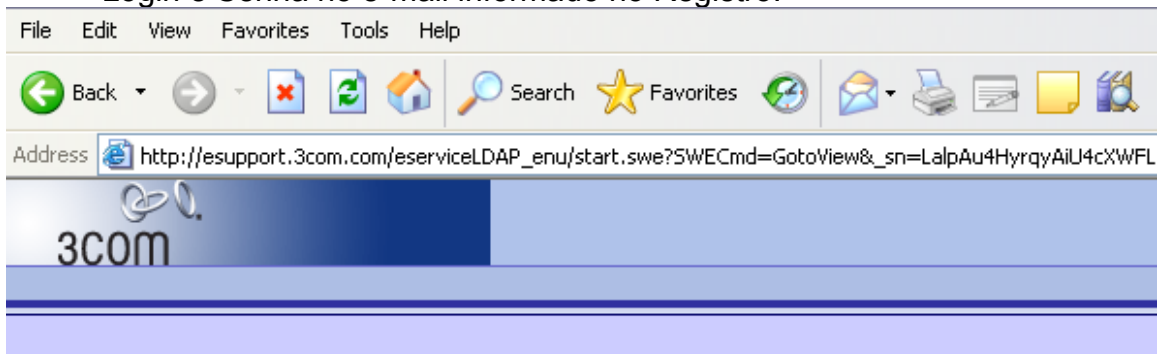 Login e Senha no e-mail informado no Registro.
File Edit View Favorites Tools Help
Back Search Favorites
Address http://esupport.3com.com/eserviceLDAP_enu/start.swe?SWECmd=GotoView&_sn=LalpAu4HyrqyAiU4cXWFL
3com